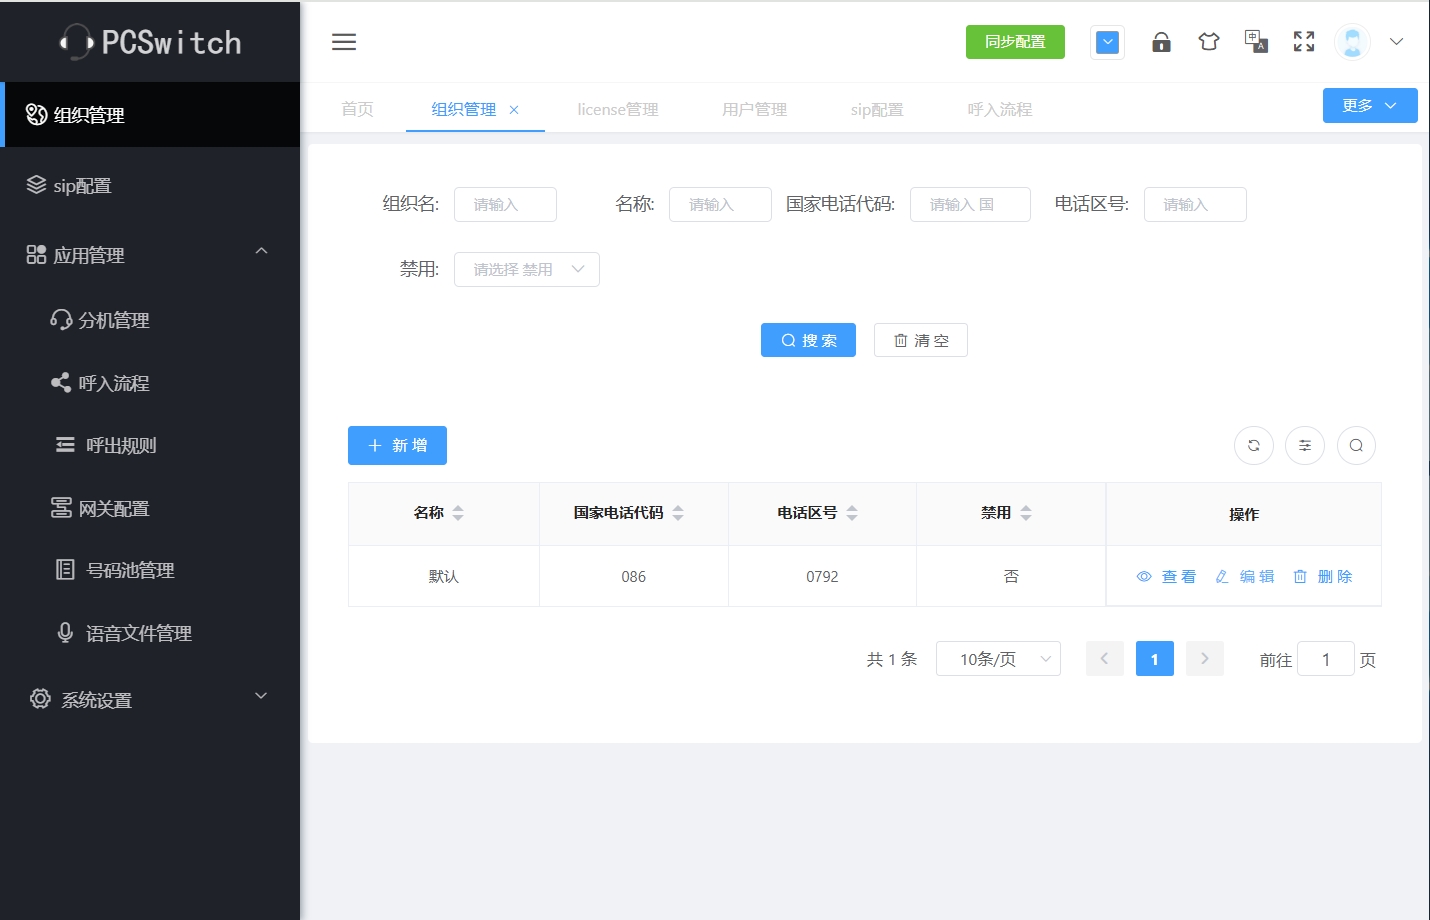 PCSwitch
组织管理
sip配置
应用管理
分机管理
呼入流程
呼出规则
网关配置
号码池管理
语音文件管理
系统设置
同步配置
中 A
首页 组织管理 license管理 用户管理 sip配置 呼入流程 更多
组织名: 请输入 名称: 请输入 国家电话代码: 请输入 国 电话区号: 请输入
禁用: 请选择 禁用
搜 索 清 空
新 增
名称 国家电话代码 电话区号 禁用 操作
默认 086 0792 否 查 看 编 辑 删 除
共 1 条 10条/页 1 前往 1 页